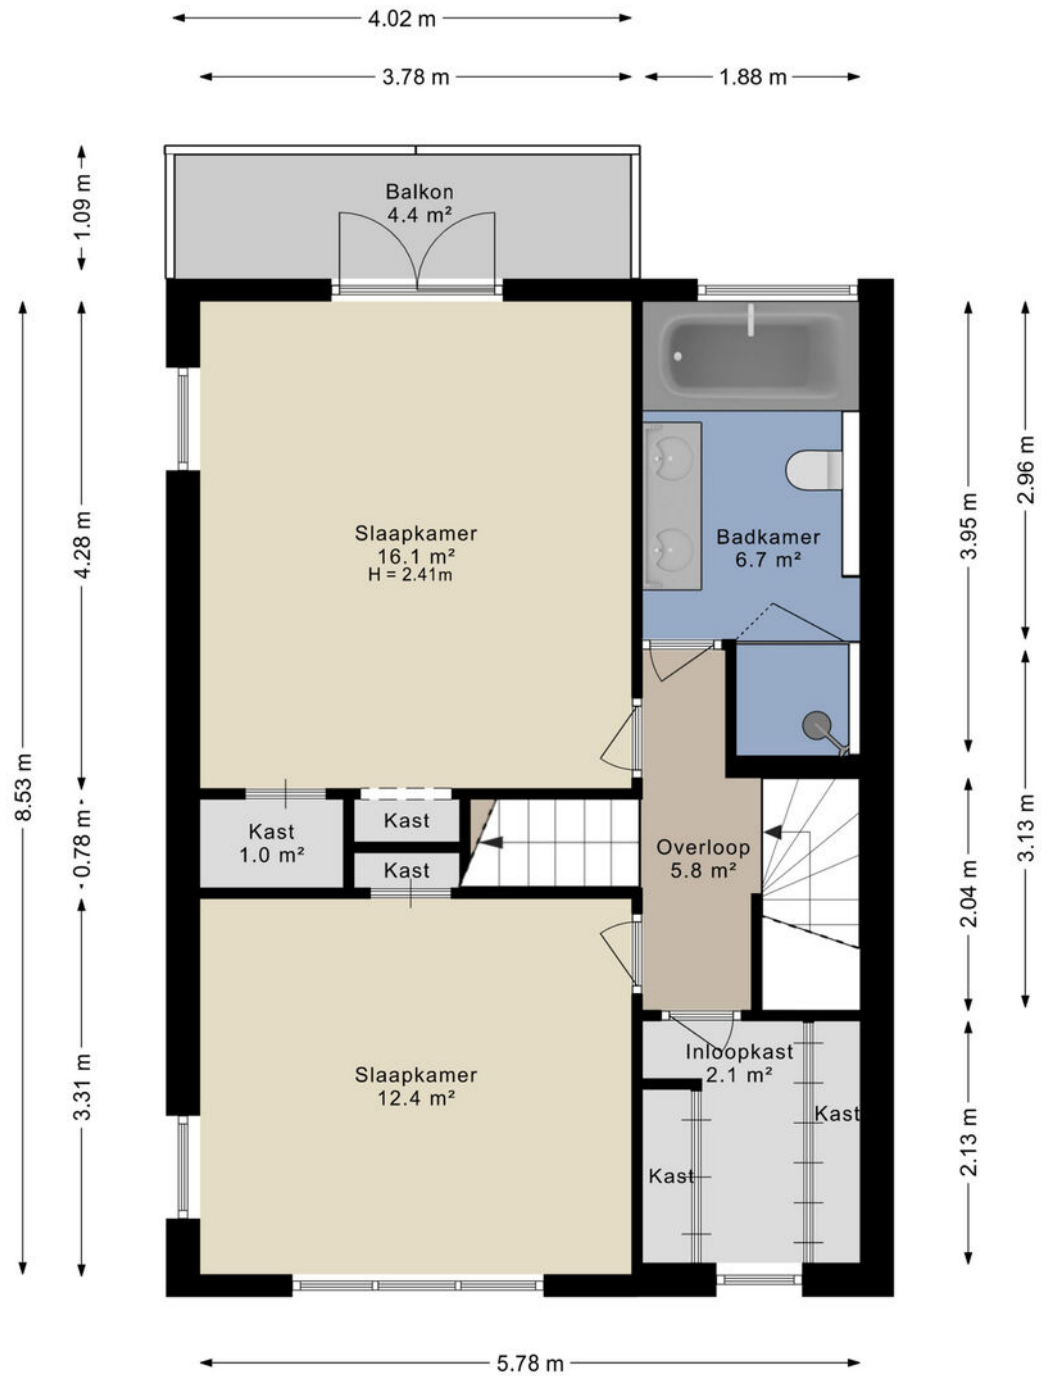 4.02 m
3.78 m
1.88 m
1.09 m
Balkon
4.4 m²
8.53 m
4.28 m
Slaapkamer
16.1 m²
H = 2.41m
Badkamer
6.7 m²
3.95 m
2.96 m
0.78 m
Kast
1.0 m²
Kast
Kast
Overloop
5.8 m²
2.04 m
3.13 m
3.31 m
Slaapkamer
12.4 m²
Inloopkast
2.1 m²
Kast
Kast
2.13 m
5.78 m